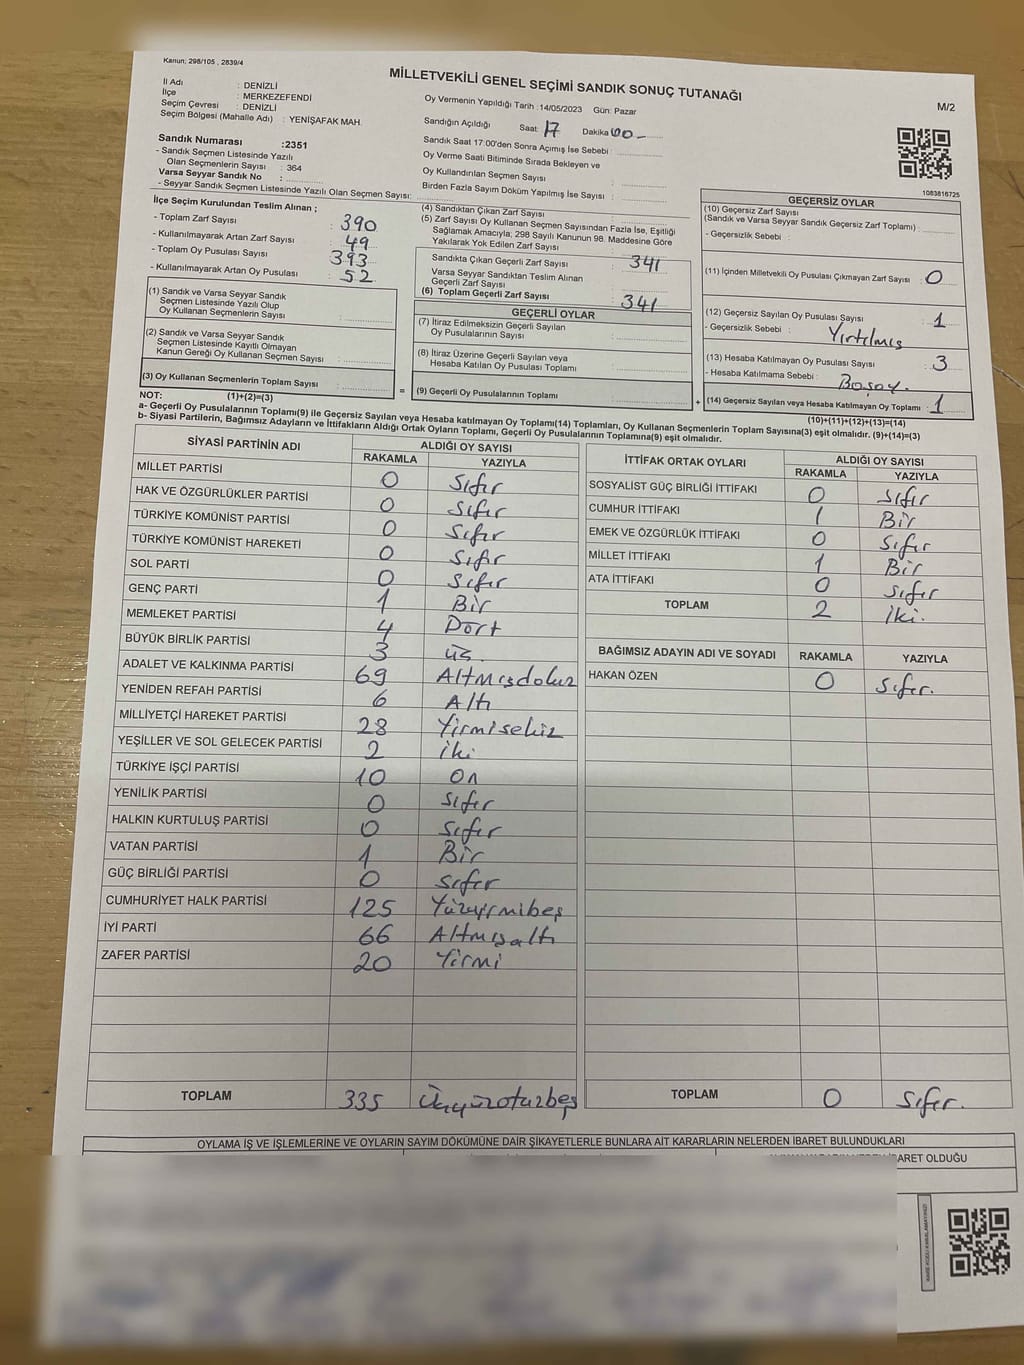 Kanun; 298/105 , 2839/4
MİLLETVEKİLİ GENEL SEÇİMİ SANDIK SONUÇ TUTANAĞI
M/2
İl Adı : DENİZLİ
İlçe : MERKEZEFENDİ
Seçim Çevresi : DENİZLİ
Seçim Bölgesi (Mahalle Adı) : YENİŞAFAK MAH.
Sandık Numarası :2351
- Sandık Seçmen Listesinde Yazılı
Olan Seçmenlerin Sayısı : 364
Varsa Seyyar Sandık No :
- Seyyar Sandık Seçmen Listesinde Yazılı Olan Seçmen Sayısı:
Oy Vermenin Yapıldığı Tarih :14/05/2023 Gün: Pazar
Sandığın Açıldığı Saat: 17 Dakika: 00
Sandık Saat 17:00'den Sonra Açımış İse Sebebi :
Oy Verme Saati Bitiminde Sırada Bekleyen ve
Oy Kullandırılan Seçmen Sayısı :
Birden Fazla Sayım Döküm Yapılmış İse Sayısı :
1083816725
İlçe Seçim Kurulundan Teslim Alınan ;
- Toplam Zarf Sayısı : 390
- Kullanılmayarak Artan Zarf Sayısı : 49
- Toplam Oy Pusulası Sayısı : 393
- Kullanılmayarak Artan Oy Pusulası : 52
(1) Sandık ve Varsa Seyyar Sandık
Seçmen Listesinde Yazılı Olup
Oy Kullanan Seçmenlerin Sayısı :
(2) Sandık ve Varsa Seyyar Sandık
Seçmen Listesinde Kayıtlı Olmayan
Kanun Gereği Oy Kullanan Seçmen Sayısı :
(3) Oy Kullanan Seçmenlerin Toplam Sayısı :
(4) Sandıktan Çıkan Zarf Sayısı :
(5) Zarf Sayısı Oy Kullanan Seçmen Sayısından Fazla İse, Eşitliği
Sağlamak Amacıyla, 298 Sayılı Kanunun 98. Maddesine Göre
Yakılarak Yok Edilen Zarf Sayısı :
Sandıkta Çıkan Geçerli Zarf Sayısı : 341
Varsa Seyyar Sandıktan Teslim Alınan
Geçerli Zarf Sayısı :
(6) Toplam Geçerli Zarf Sayısı : 341
GEÇERLİ OYLAR
(7) İtiraz Edilmeksizin Geçerli Sayılan
Oy Pusulalarının Sayısı :
(8) İtiraz Üzerine Geçerli Sayılan veya
Hesaba Katılan Oy Pusulası Toplamı :
= (9) Geçerli Oy Pusulalarının Toplamı :
GEÇERSİZ OYLAR
(10) Geçersiz Zarf Sayısı
(Sandık ve Varsa Seyyar Sandık Geçersiz Zarf Toplamı) :
- Geçersizlik Sebebi :
(11) İçinden Milletvekili Oy Pusulası Çıkmayan Zarf Sayısı : 0
(12) Geçersiz Sayılan Oy Pusulası Sayısı : 1
- Geçersizlik Sebebi : Yırtılmış
(13) Hesaba Katılmayan Oy Pusulası Sayısı : 3
- Hesaba Katılmama Sebebi :
+ (14) Geçersiz Sayılan veya Hesaba Katılmayan Oy Toplamı : 1
NOT: (1)+(2)=(3)
(10)+(11)+(12)+(13)=(14)
a- Geçerli Oy Pusulalarının Toplamı(9) ile Geçersiz Sayılan veya Hesaba katılmayan Oy Toplamı(14) Toplamları, Oy Kullanan Seçmenlerin Toplam Sayısına(3) eşit olmalıdır. (9)+(14)=(3)
b- Siyasi Partilerin, Bağımsız Adayların ve İttifakların Aldığı Ortak Oyların Toplamı, Geçerli Oy Pusulalarının Toplamına(9) eşit olmalıdır.
SİYASİ PARTİNİN ADI
ALDIĞI OY SAYISI
RAKAMLA YAZIYLA
MİLLET PARTİSİ 0 Sıfır
HAK VE ÖZGÜRLÜKLER PARTİSİ 0 Sıfır
TÜRKİYE KOMÜNİST PARTİSİ 0 Sıfır
TÜRKİYE KOMÜNİST HAREKETİ 0 Sıfır
SOL PARTİ 0 Sıfır
GENÇ PARTİ 1 Bir
MEMLEKET PARTİSİ 4 Dört
BÜYÜK BİRLİK PARTİSİ 3 üç
ADALET VE KALKINMA PARTİSİ 69 Altmışdokuz
YENİDEN REFAH PARTİSİ 6 Altı
MİLLİYETÇİ HAREKET PARTİSİ 28 Yirmisekiz
YEŞİLLER VE SOL GELECEK PARTİSİ 2 iki
TÜRKİYE İŞÇİ PARTİSİ 10 On
YENİLİK PARTİSİ 0 Sıfır
HALKIN KURTULUŞ PARTİSİ 0 Sıfır
VATAN PARTİSİ 1 Bir
GÜÇ BİRLİĞİ PARTİSİ 0 Sıfır
CUMHURİYET HALK PARTİSİ 125 Yüzyirmibeş
İYİ PARTİ 66 Altmışaltı
ZAFER PARTİSİ 20 Yirmi
TOPLAM 335 Üçyüzotuzbeş
İTTİFAK ORTAK OYLARI
ALDIĞI OY SAYISI
RAKAMLA YAZIYLA
SOSYALIST GÜÇ BİRLİĞİ İTTİFAKI 0 Sıfır
CUMHUR İTTİFAKI 1 Bir
EMEK VE ÖZGÜRLÜK İTTİFAKI 0 Sıfır
MİLLET İTTİFAKI 1 Bir
ATA İTTİFAKI 0 Sıfır
TOPLAM 2 iki.
BAĞIMSIZ ADAYIN ADI VE SOYADI RAKAMLA YAZIYLA
HAKAN ÖZEN 0 Sıfır.
TOPLAM 0 Sıfır.
OYLAMA İŞ VE İŞLEMLERİNE VE OYLARIN SAYIM DÖKÜMÜNE DAİR ŞİKAYETLERLE BUNLARA AİT KARARLARIN NELERDEN İBARET BULUNDUKLARI
OLDUĞU